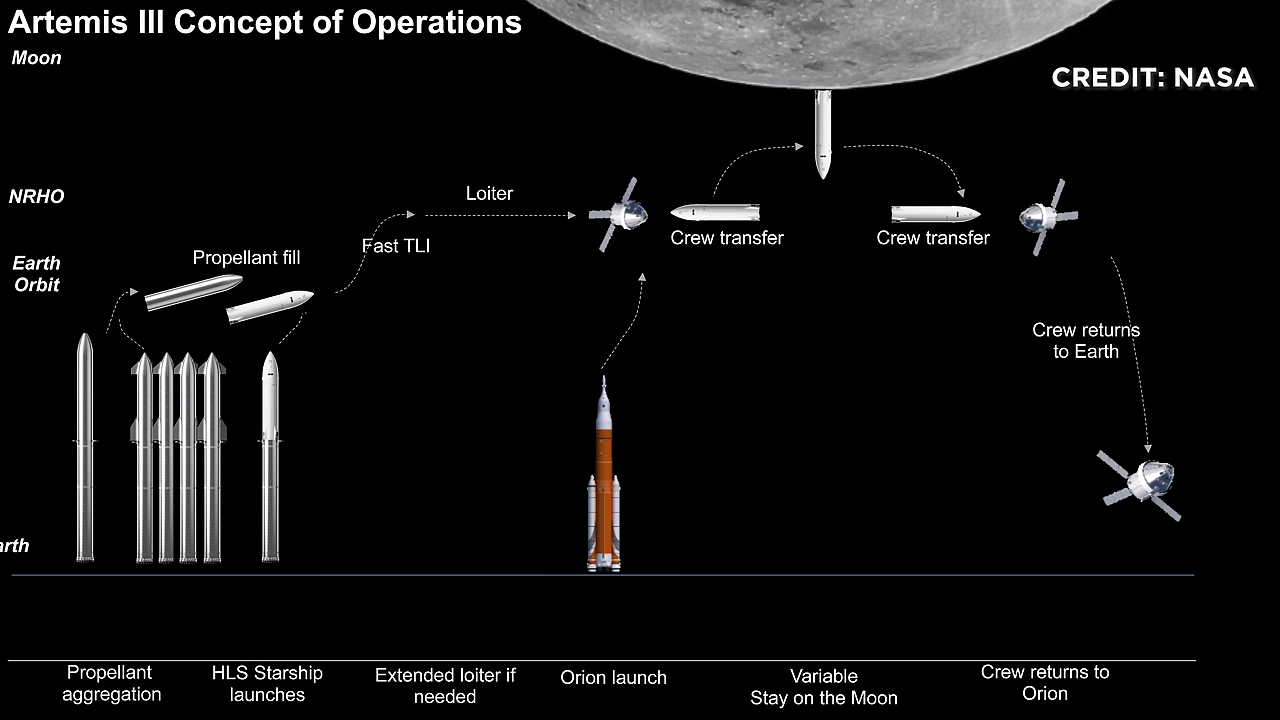 Artemis III Concept of Operations
Moon
CREDIT: NASA
NRHO
Loiter
Crew transfer
Crew transfer
Fast TLI
Propellant fill
Earth
Orbit
Crew returns
to Earth
arth
Propellant
aggregation
HLS Starship
launches
Extended loiter if
needed
Orion launch
Variable
Stay on the Moon
Crew returns to
Orion